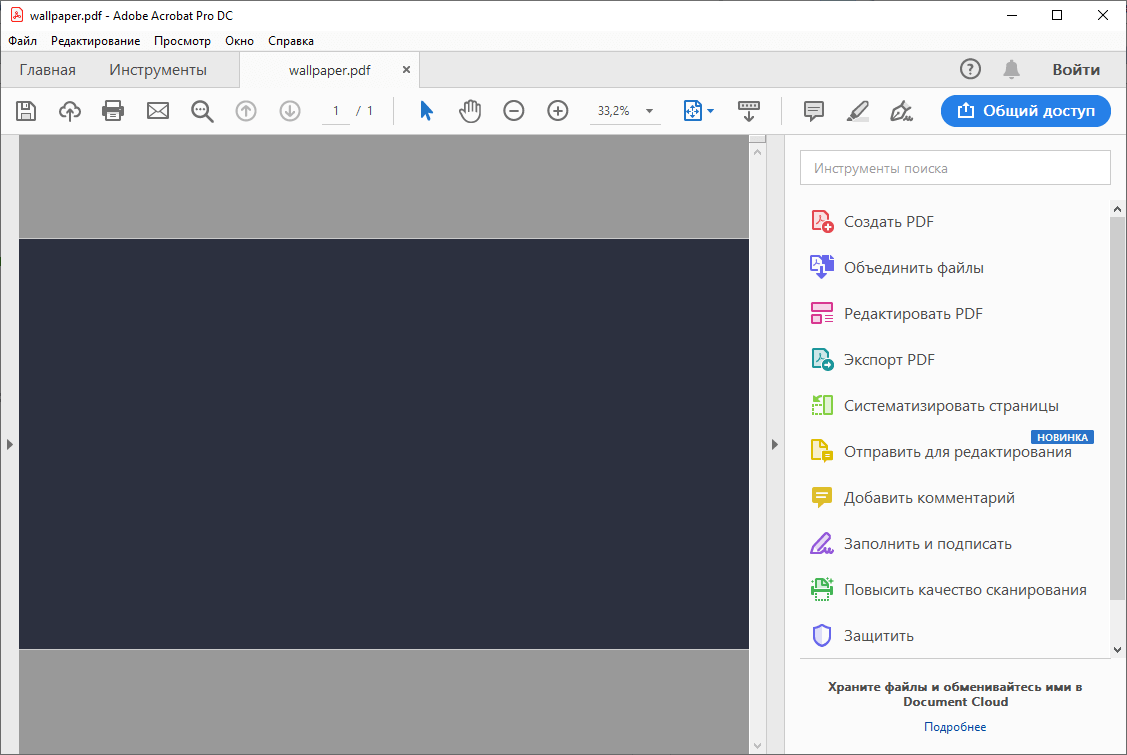 wallpaper.pdf - Adobe Acrobat Pro DC
Файл Редактирование Просмотр Окно Справка
Главная Инструменты wallpaper.pdf Войти
1 / 1 33,2% Общий доступ
Инструменты поиска
Создать PDF
Объединить файлы
Редактировать PDF
Экспорт PDF
Систематизировать страницы
НОВИНКА
Отправить для редактирования
Добавить комментарий
Заполнить и подписать
Повысить качество сканирования
Защитить
Храните файлы и обменивайтесь ими в
Document Cloud
Подробнее